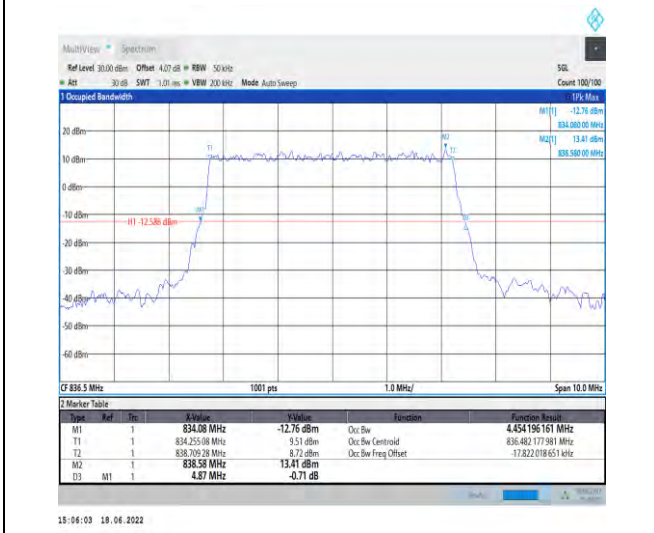 MultiView Spectrum
Ref Level 30.00 dBm Offset 4.07 dB RBW 50 kHz SGL
Att 30 dB SWT 1.01 ms VBW 200 kHz Mode Auto Sweep Count 100/100
1 Occupied Bandwidth 1Pk Max
M1[1] -12.76 dBm
834.080 00 MHz
M2[1] 13.41 dBm
838.580 00 MHz
20 dBm
M2
T1 T2
10 dBm
0 dBm
-10 dBm
H1 -12.586 dBm
-20 dBm
-30 dBm
-40 dBm
-50 dBm
-60 dBm
CF 836.5 MHz 1001 pts 1.0 MHz/ Span 10.0 MHz
2 Marker Table
Type Ref Trc X-Value Y-Value Function Function Result
M1 1 834.08 MHz -12.76 dBm Occ Bw 4.454 196 161 MHz
T1 1 834.255 08 MHz 9.51 dBm Occ Bw Centroid 836.482 177 981 MHz
T2 1 838.709 28 MHz 8.72 dBm Occ Bw Freq Offset -17.822 018 651 kHz
M2 1 838.58 MHz 13.41 dBm
D3 M1 1 4.87 MHz -0.71 dB
15:06:03 18.06.2022